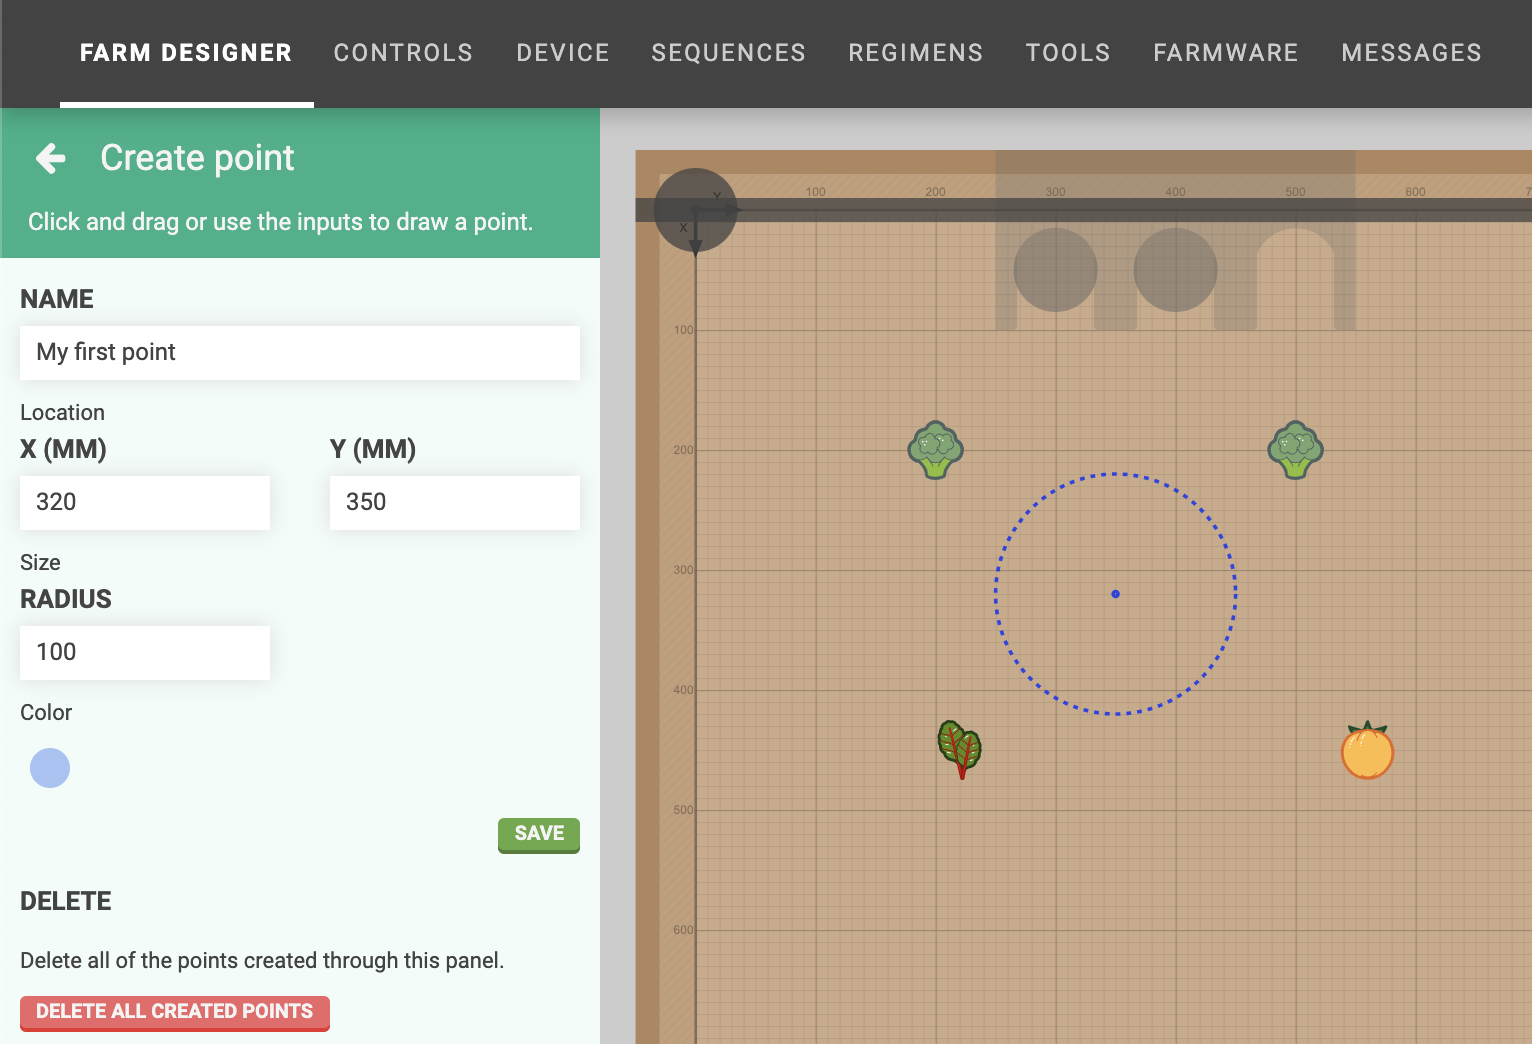 FARM DESIGNER CONTROLS DEVICE SEQUENCES REGIMENS TOOLS FARMWARE MESSAGES
Create point
Click and drag or use the inputs to draw a point.
NAME
My first point
Location
X (MM) Y (MM)
320 350
Size
RADIUS
100
Color
SAVE
DELETE
Delete all of the points created through this panel.
DELETE ALL CREATED POINTS
Y 100 200 300 400 500 600 7
X
100
200
300
400
500
600